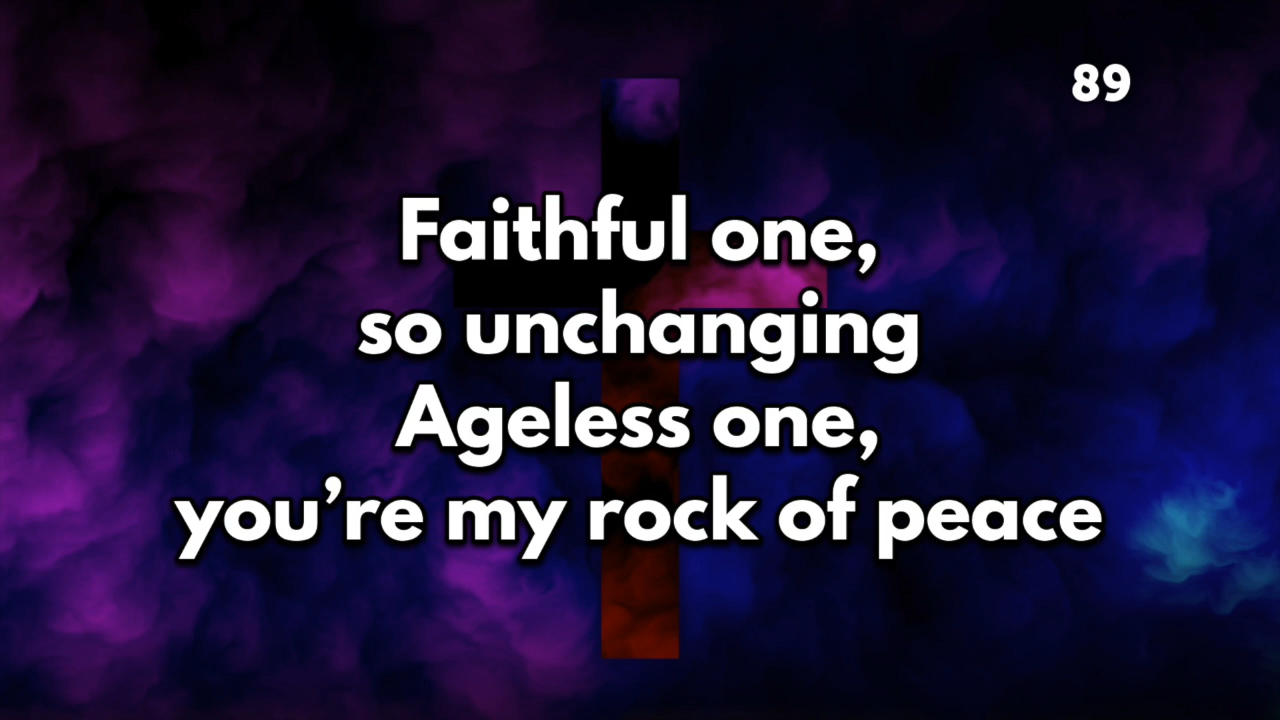 89
Faithful one,
so unchanging
Ageless one,
you’re my rock of peace